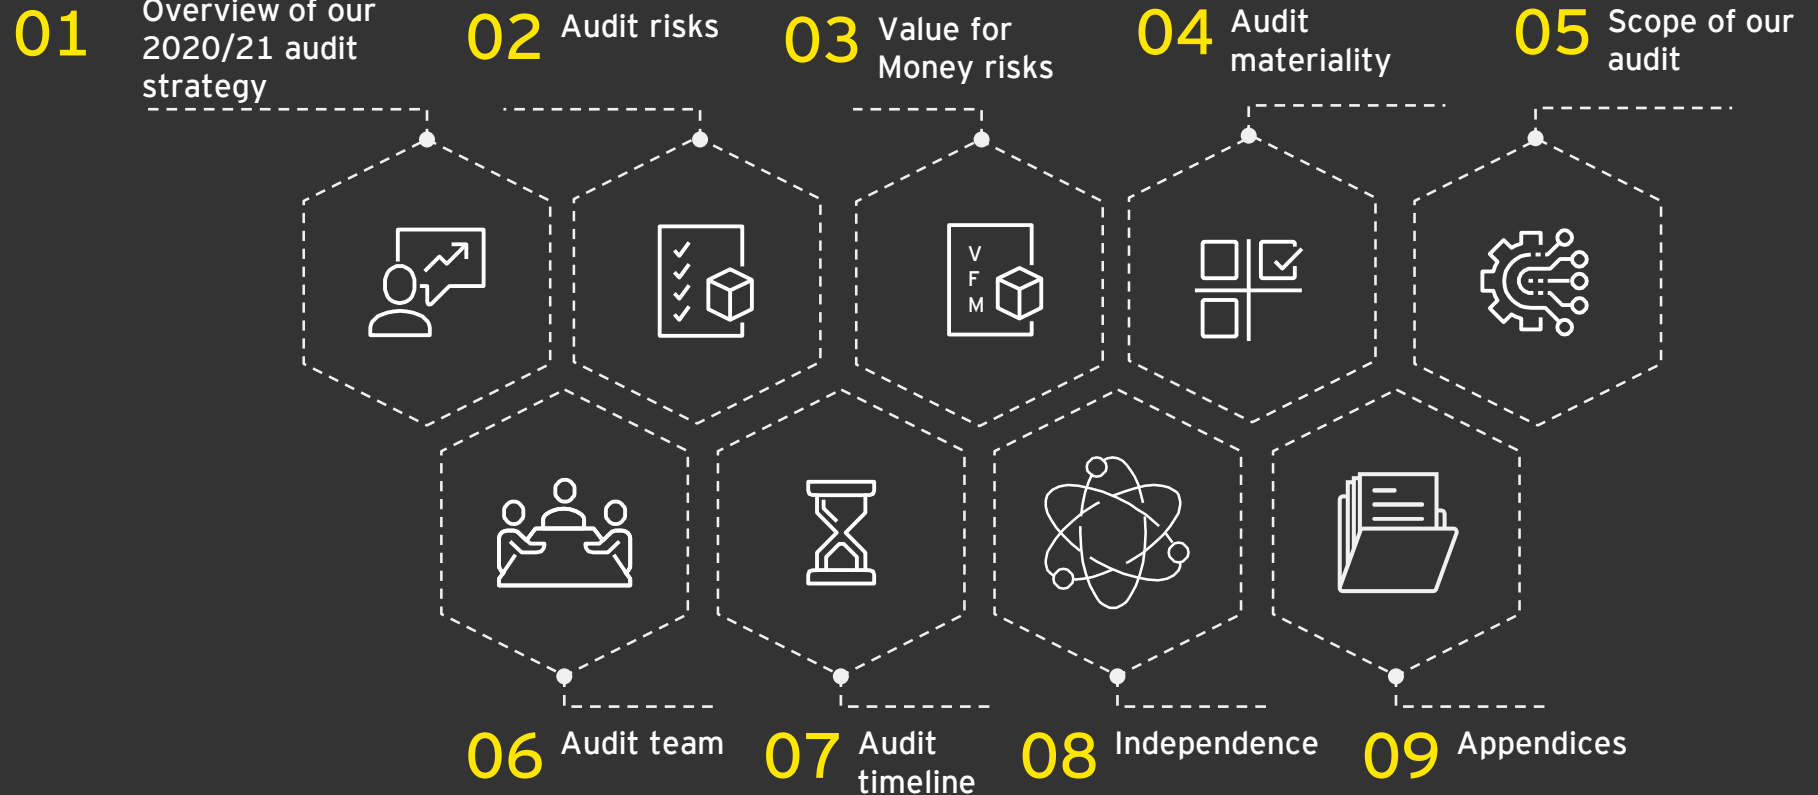 01
Overview of our
2020/21 audit
strategy
02
Audit risks
03
Value for
Money risks
04
Audit
materiality
05
Scope of our
audit
V
F
M
06
Audit team
07
Audit
timeline
08
Independence
09
Appendices